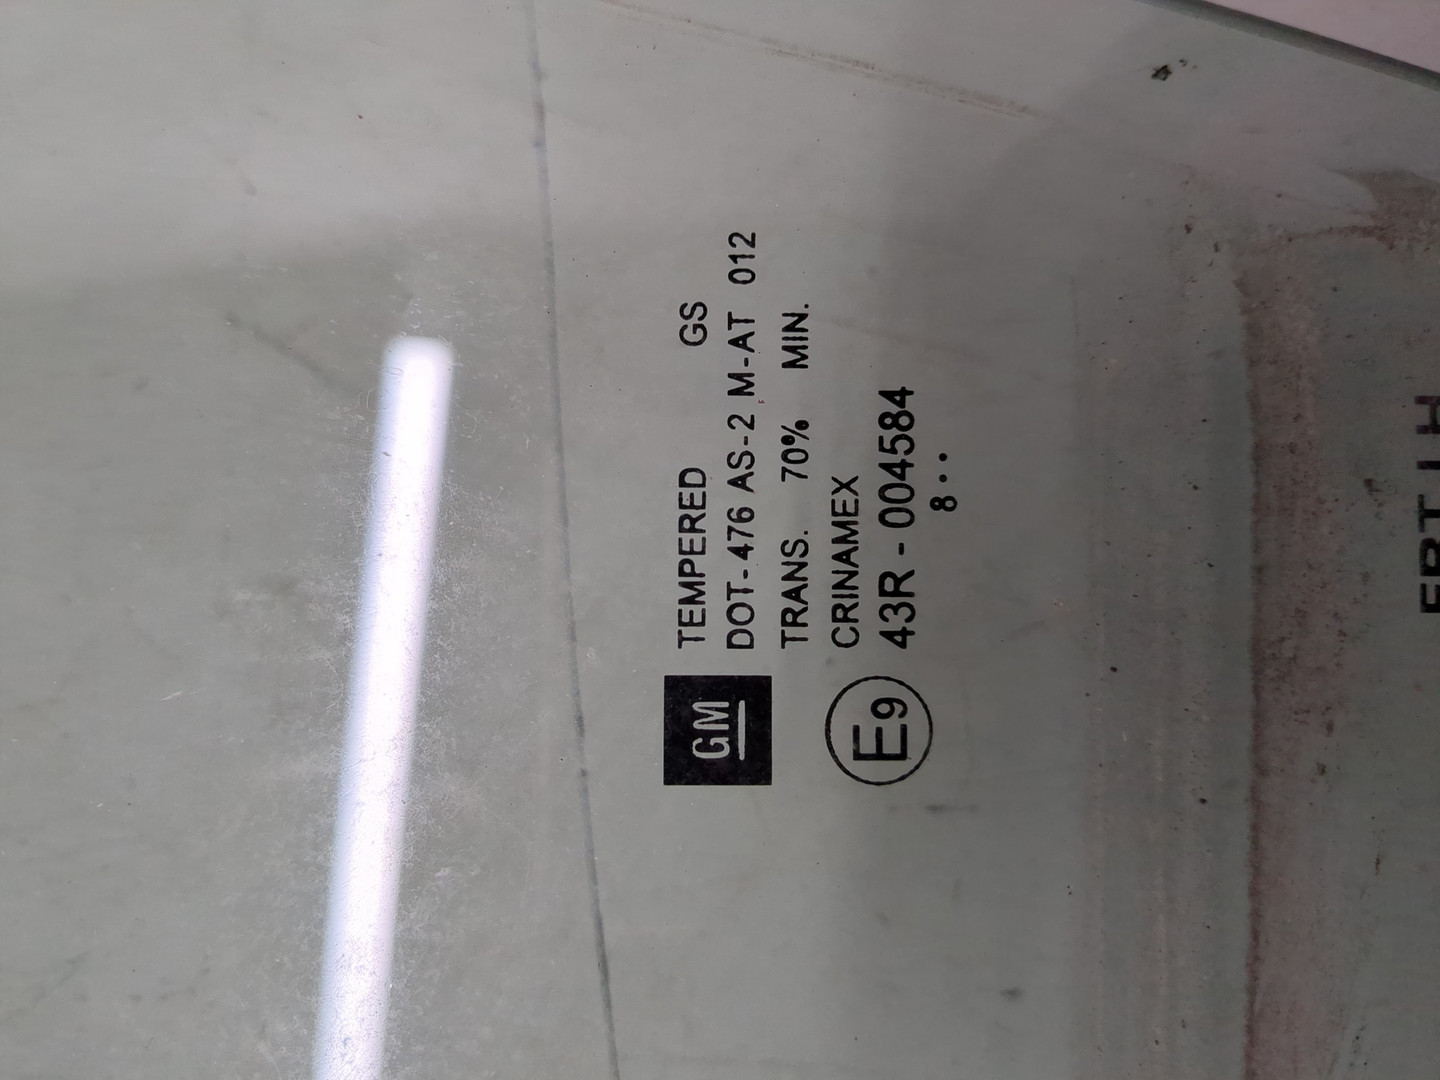 GM
TEMPERED GS
DOT-476 AS-2 M-AT 012
TRANS. 70% MIN.
CRINAMEX
E9 43R - 004584
8..